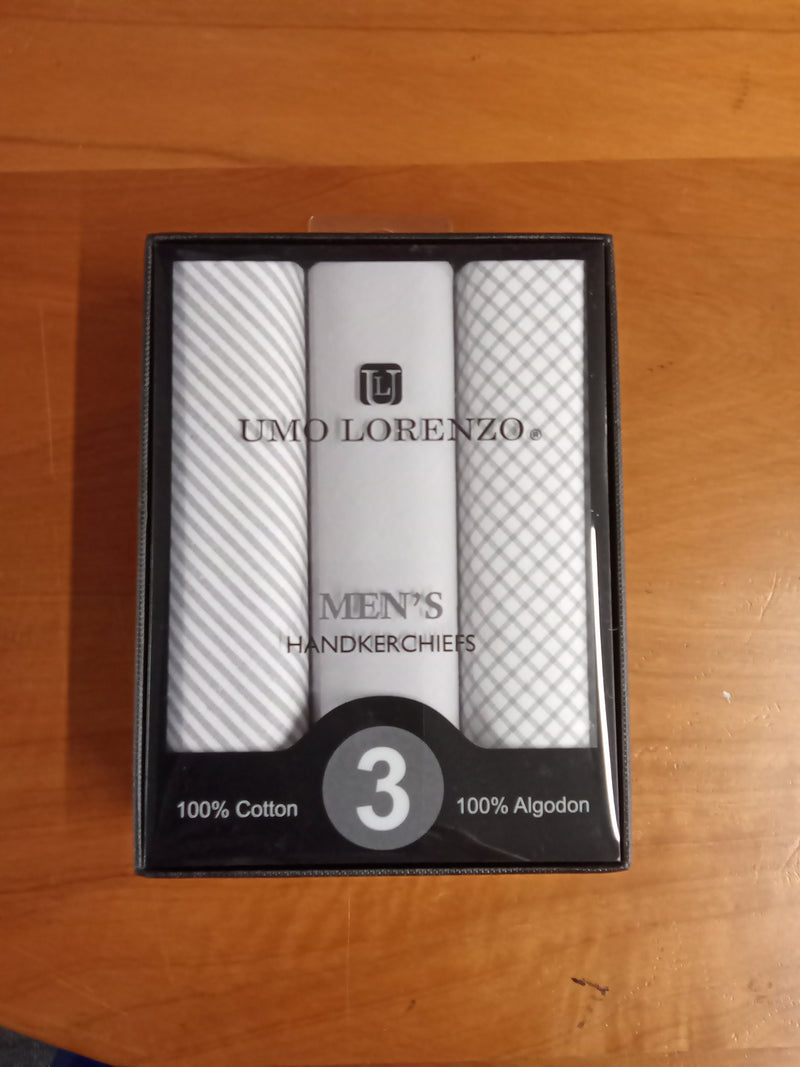 UL
UMO LORENZO®
MEN'S
HANDKERCHIEFS
3
100% Cotton
100% Algodon